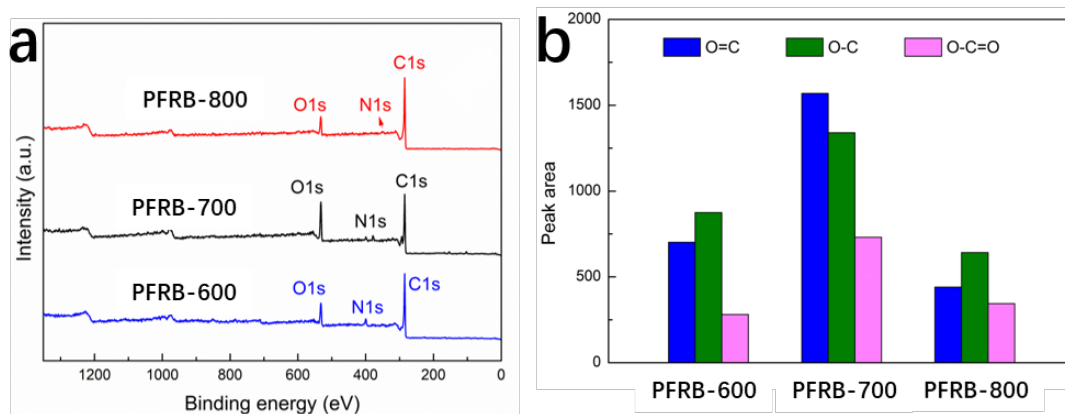 a
PFRB-800
O1s
N1s
C1s
PFRB-700
O1s
N1s
C1s
PFRB-600
O1s
N1s
C1s
Intensity (a.u.)
1200 1000 800 600 400 200 0
Binding energy (eV)
b
O=C O-C O-C=O
2000
1500
1000
500
0
Peak area
PFRB-600 PFRB-700 PFRB-800